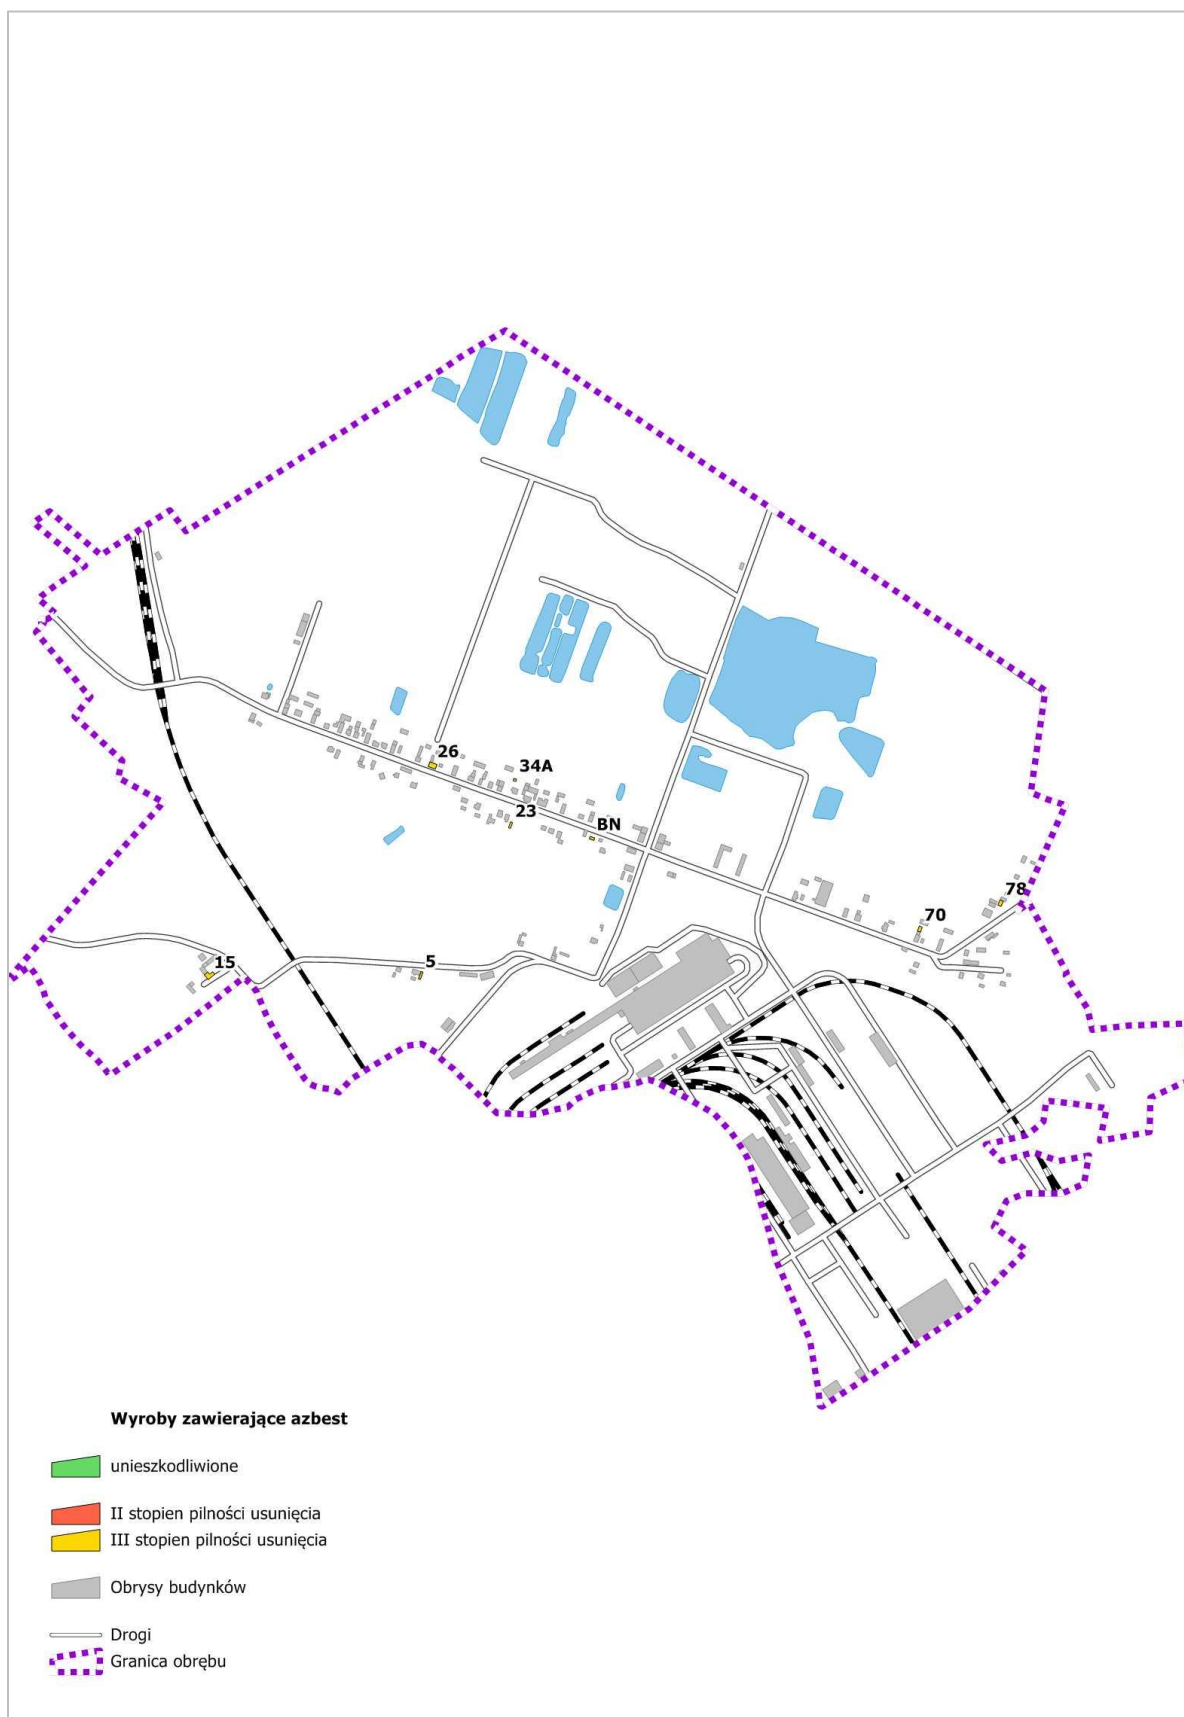 26
34A
23
BN
78
70
15
5
Wyroby zawierające azbest
unieszkodliwione
II stopien pilności usunięcia
III stopien pilności usunięcia
Obrysy budynków
Drogi
Granica obrębu